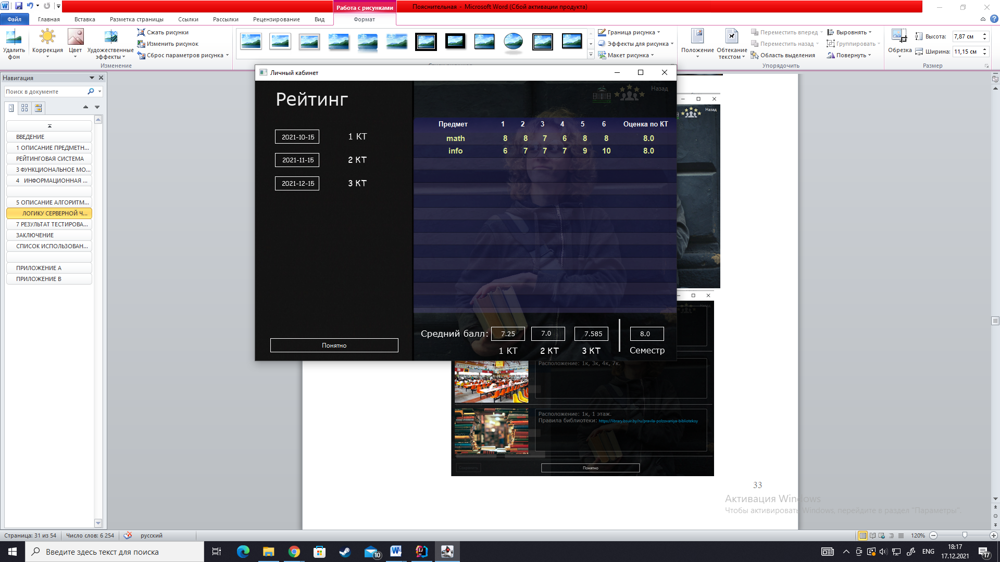 Работа с рисунками
Пояснительная - Microsoft Word (Сбой активации продукта)
Файл Главная Вставка Разметка страницы Ссылки Рассылки Рецензирование Вид Формат
Удалить фон
Коррекция
Цвет
Художественные эффекты
Сжать рисунки
Изменить рисунок
Сброс параметров рисунка
Изменение
Граница рисунка
Эффекты для рисунка
Макет рисунка
Положение
Обтекание текстом
Переместить вперед
Переместить назад
Область выделения
Выровнять
Группировать
Повернуть
Упорядочить
Обрезка
Высота: 7,87 см
Ширина: 11,15 см
Размер
Навигация
Поиск в документе
ВВЕДЕНИЕ
1 ОПИСАНИЕ ПРЕДМЕТН...
РЕЙТИНГОВАЯ СИСТЕМА
3 ФУНКЦИОНАЛЬНОЕ МО...
4 ИНФОРМАЦИОННАЯ ...
5 ОПИСАНИЕ АЛГОРИТМ...
ЛОГИКУ СЕРВЕРНОЙ Ч...
7 РЕЗУЛЬТАТ ТЕСТИРОВА...
ЗАКЛЮЧЕНИЕ
СПИСОК ИСПОЛЬЗОВАН...
ПРИЛОЖЕНИЕ А
ПРИЛОЖЕНИЕ В
Личный кабинет
Рейтинг
Назад
2021-10-15 1 КТ
2021-11-15 2 КТ
2021-12-15 3 КТ
Понятно
Предмет 1 2 3 4 5 6 Оценка по КТ
math 8 8 7 6 8 8 8.0
info 6 7 7 7 9 10 8.0
Средний балл: 7.25 7.0 7.585 8.0
1 КТ 2 КТ 3 КТ Семестр
Назад
Назад
Расположение: 1к, 3к, 4к, 7к.
Расположение: 1к, 1 этаж.
Правила библиотеки: https://library.bsuir.by/ru/pravila-polzovaniya-bibliotekoy
Понятно
33
Активация Windows
Чтобы активировать Windows, перейдите в раздел "Параметры".
Страница: 31 из 54 Число слов: 6 254 русский 120%
Введите здесь текст для поиска
10
ENG
18:17
17.12.2021
17